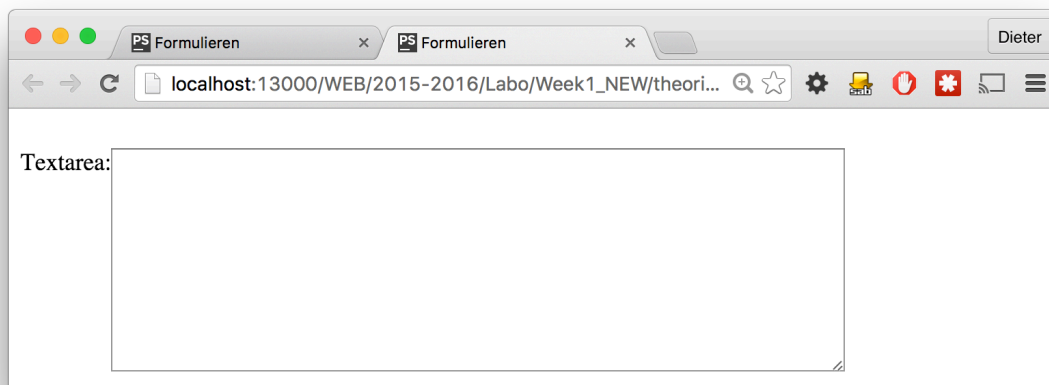 PS Formulieren
PS Formulieren
Dieter
localhost:13000/WEB/2015-2016/Labo/Week1_NEW/theori...
Textarea: